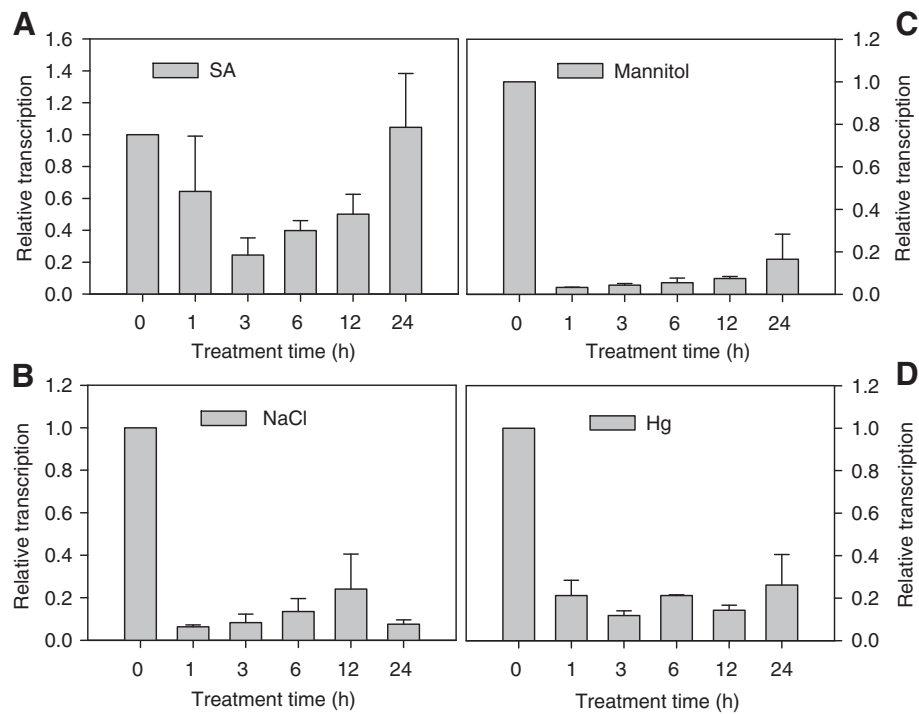 A
1.6
1.4
1.2
1.0
0.8
0.6
0.4
0.2
0.0
Relative transcription
SA
0 1 3 6 12 24
Treatment time (h)
C
1.2
1.0
0.8
0.6
0.4
0.2
0.0
Relative transcription
Mannitol
0 1 3 6 12 24
Treatment time (h)
B
1.2
1.0
0.8
0.6
0.4
0.2
0.0
Relative transcription
NaCl
0 1 3 6 12 24
Treatment time (h)
D
1.2
1.0
0.8
0.6
0.4
0.2
0.0
Relative transcription
Hg
0 1 3 6 12 24
Treatment time (h)